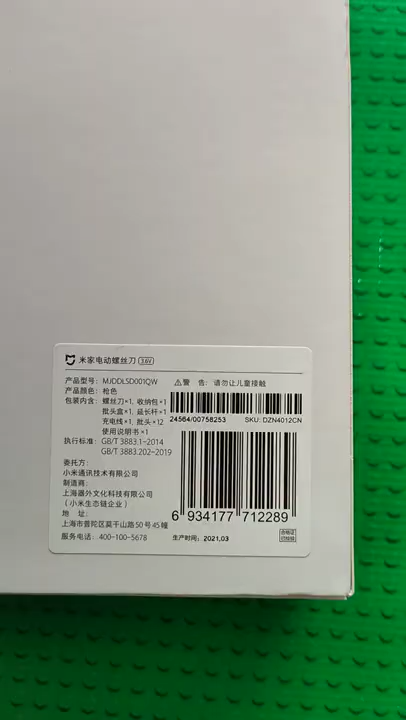 米家电动螺丝刀 3.6V
产品型号: MJDDLSD001QW
⚠警 告: 请勿让儿童接触
产品颜色: 枪色
包装内含: 螺丝刀×1, 收纳包×1
批头盒×1, 延长杆×1
充电线×1, 批头×12
使用说明书×1
24564/00758253 SKU: DZN4012CN
执行标准: GB/T 3883.1-2014
GB/T 3883.202-2019
委托方:
小米通讯技术有限公司
制造商:
上海器外文化科技有限公司
(小米生态链企业)
地 址:
上海市普陀区莫干山路50号45幢
服务电话: 400-100-5678
6 934177 712289
生产时间: 2021.03
合格证
已检验